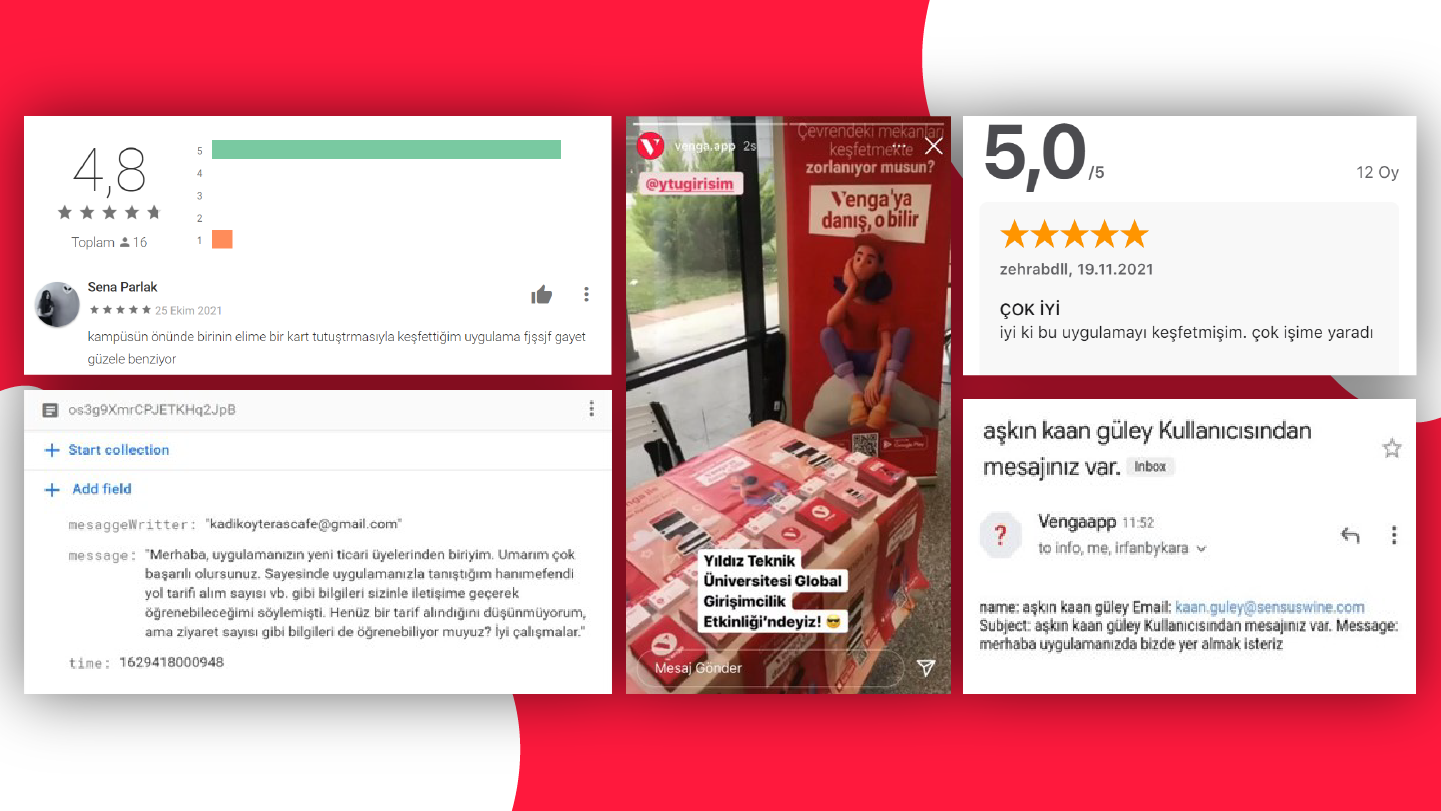 4,8
Toplam 16
5
4
3
2
1
Sena Parlak
25 Ekim 2021
kampüsün önünde birinin elime bir kart tutuştrmasıyla keşfettiğim uygulama fjşsjf gayet
güzele benziyor
os3g9XmrCPJETKHq2JpB
Start collection
Add field
mesaggeWritter: "kadikoyterascafe@gmail.com"
message: "Merhaba, uygulamanızın yeni ticari üyelerinden biriyim. Umarım çok
başarılı olursunuz. Sayesinde uygulamanızla tanıştığım hanımefendi
yol tarifi alım sayısı vb. gibi bilgileri sizinle iletişime geçerek
öğrenebileceğimi söylemişti. Henüz bir tarif alındığını düşünmüyorum,
ama ziyaret sayısı gibi bilgileri de öğrenebiliyor muyuz? İyi çalışmalar."
time: 1629418000948
venga.app 2s
@ytugirisim
Çevrendeki mekanları
keşfetmekte
zorlanıyor musun?
Venga'ya
danış, o bilir
Google Play
Yıldız Teknik
Üniversitesi Global
Girişimcilik
Etkinliği'ndeyiz!
Mesaj Gönder
5,0/5
12 Oy
zehrabdll, 19.11.2021
ÇOK İYİ
iyi ki bu uygulamayı keşfetmişim. çok işime yaradı
aşkın kaan güley Kullanıcısından
mesajınız var. Inbox
Vengaapp 11:52
to info, me, irfanbykara
name: aşkın kaan güley Email: kaan.guley@sensuswine.com
Subject: aşkın kaan güley Kullanıcısından mesajınız var. Message:
merhaba uygulamanızda bizde yer almak isteriz